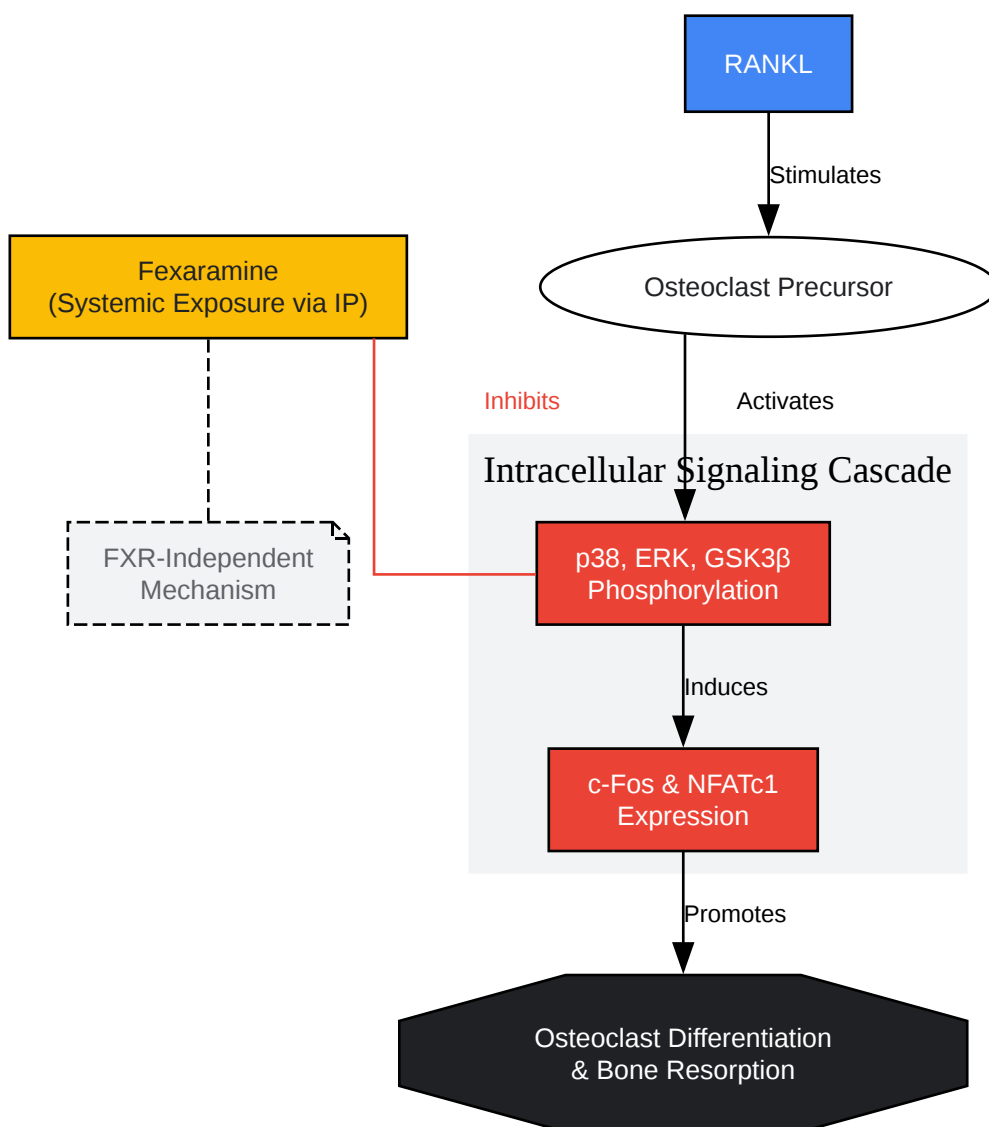 RANKL
Stimulates
Fexaramine
(Systemic Exposure via IP)
Osteoclast Precursor
Inhibits
Activates
Intracellular Signaling Cascade
FXR-Independent
Mechanism
p38, ERK, GSK3β
Phosphorylation
Induces
c-Fos & NFATc1
Expression
Promotes
Osteoclast Differentiation
& Bone Resorption